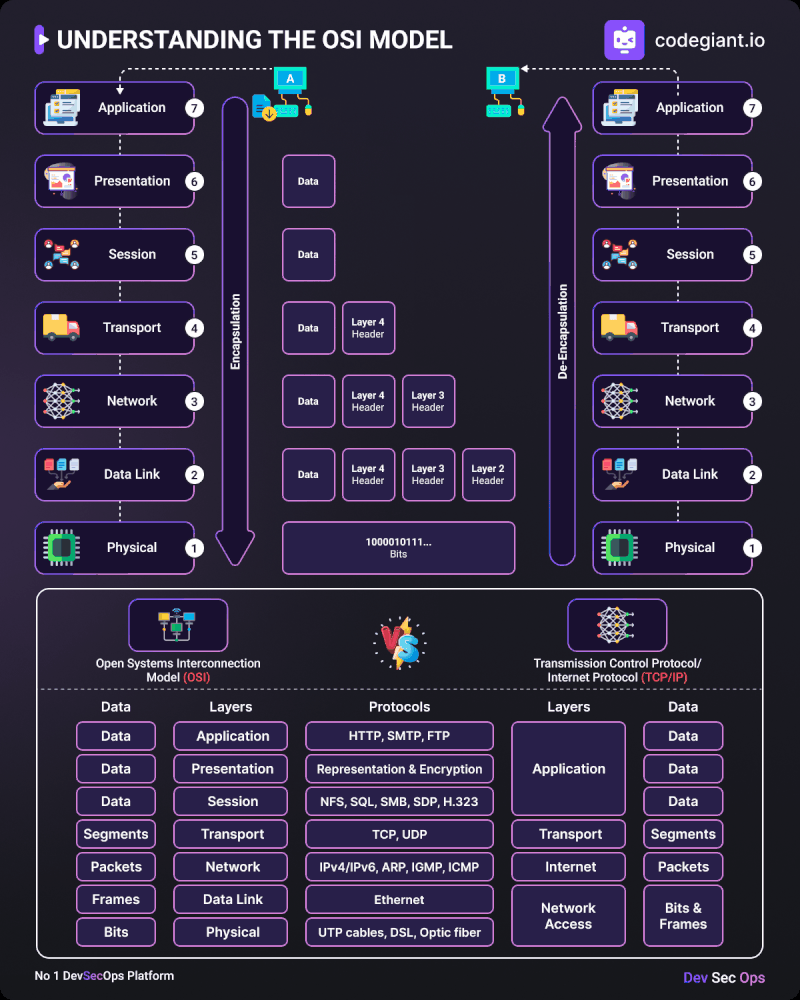 UNDERSTANDING THE OSI MODEL
codegiant.io
A
B
Application
7
Application
7
Presentation
6
Data
Presentation
6
Session
5
Data
Session
5
Encapsulation
De-Encapsulation
Transport
4
Data
Layer 4
Header
Transport
4
Network
3
Data
Layer 4
Header
Layer 3
Header
Network
3
Data Link
2
Data
Layer 4
Header
Layer 3
Header
Layer 2
Header
Data Link
2
Physical
1
1000010111...
Bits
Physical
1
Open Systems Interconnection
Model (OSI)
VS
Transmission Control Protocol/
Internet Protocol (TCP/IP)
Data
Layers
Protocols
Layers
Data
Data
Application
HTTP, SMTP, FTP
Application
Data
Data
Presentation
Representation & Encryption
Data
Data
Session
NFS, SQL, SMB, SDP, H.323
Data
Segments
Transport
TCP, UDP
Transport
Segments
Packets
Network
IPv4/IPv6, ARP, IGMP, ICMP
Internet
Packets
Frames
Data Link
Ethernet
Network
Access
Bits &
Frames
Bits
Physical
UTP cables, DSL, Optic fiber
No 1 DevSecOps Platform
Dev Sec Ops